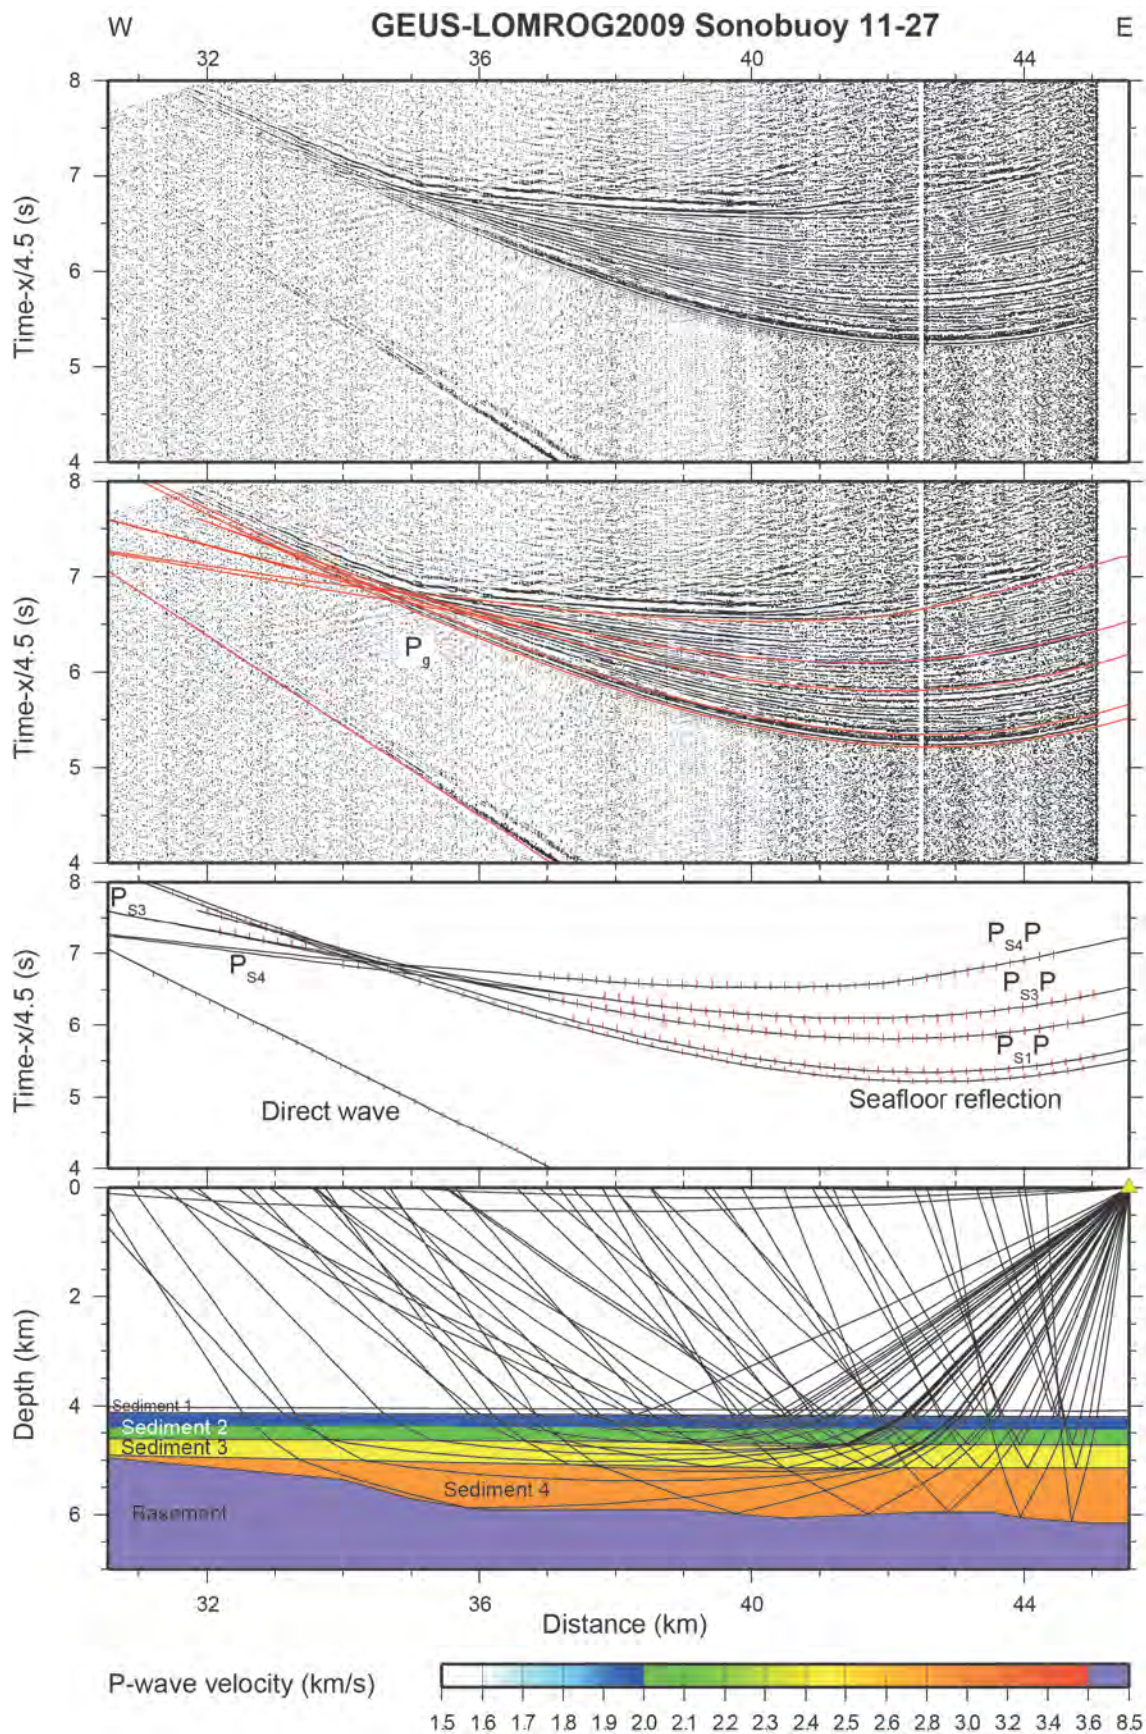 W GEUS-LOMROG2009 Sonobuoy 11-27 E
32 36 40 44
8
7
6
5
4
Time-x/4.5 (s)
8
7
6
5
4
Time-x/4.5 (s)
Pg
8
7
6
5
4
Time-x/4.5 (s)
PS3
PS4
PS4P
PS3P
PS1P
Direct wave
Seafloor reflection
0
2
4
6
Depth (km)
Sediment 1
Sediment 2
Sediment 3
Sediment 4
Basement
32 36 40 44
Distance (km)
P-wave velocity (km/s)
1.5 1.6 1.7 1.8 1.9 2.0 2.1 2.2 2.3 2.4 2.5 2.6 2.8 3.0 3.2 3.4 3.6 8.5